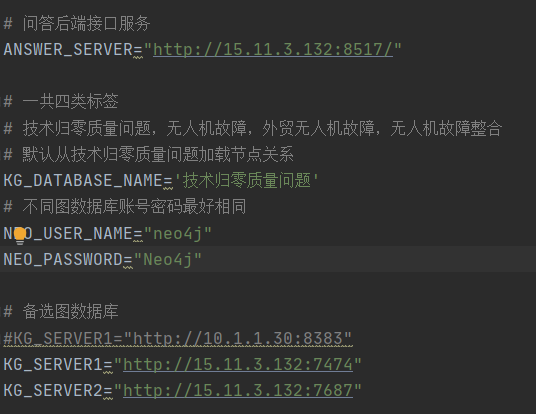 # 问答后端接口服务
ANSWER_SERVER="http://15.11.3.132:8517/"
# 一共四类标签
# 技术归零质量问题，无人机故障，外贸无人机故障，无人机故障整合
# 默认从技术归零质量问题加载节点关系
KG_DATABASE_NAME='技术归零质量问题'
# 不同图数据库账号密码最好相同
NEO_USER_NAME="neo4j"
NEO_PASSWORD="Neo4j"
# 备选图数据库
#KG_SERVER1="http://10.1.1.30:8383"
KG_SERVER1="http://15.11.3.132:7474"
KG_SERVER2="http://15.11.3.132:7687"